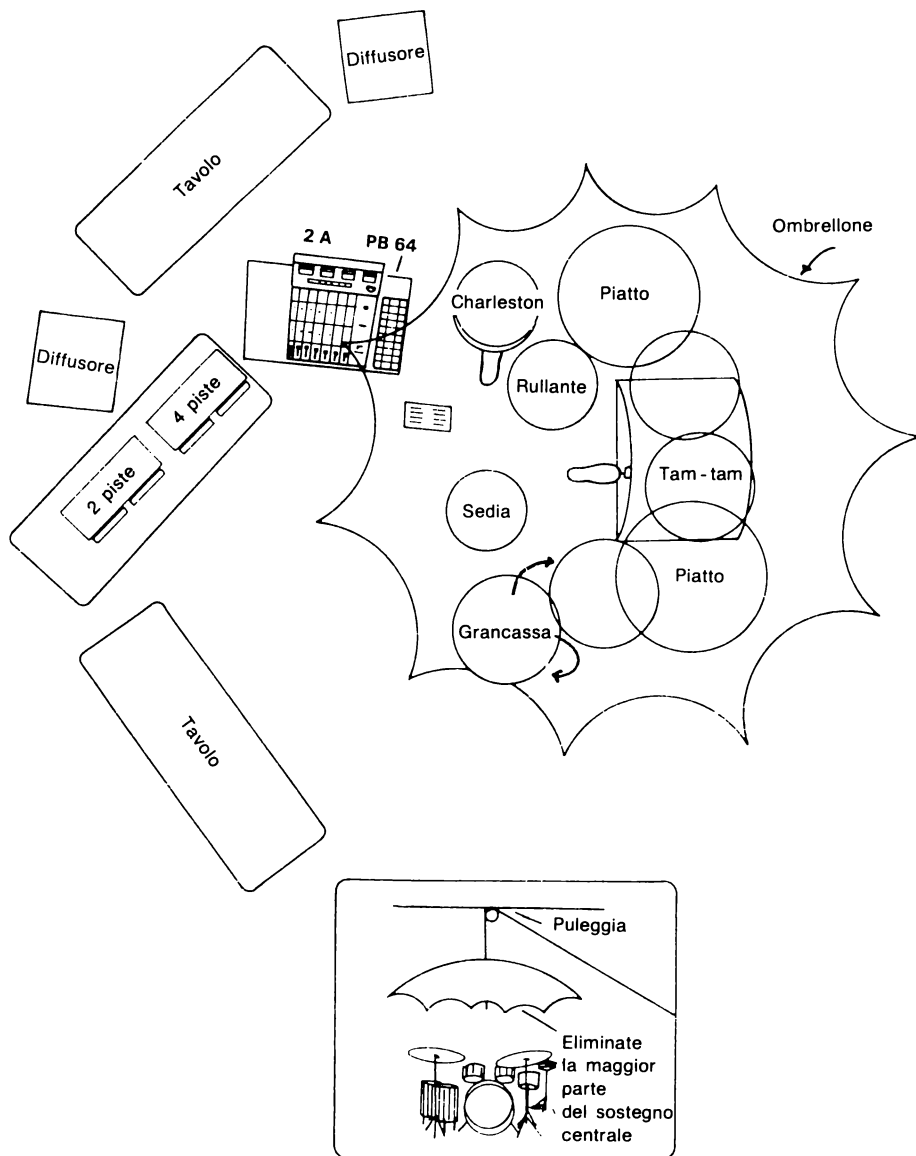 Diffusore
Tavolo
2 A
PB 64
Ombrellone
Charleston
Piatto
Diffusore
Rullante
4 piste
2 piste
Tam-tam
Sedia
Piatto
Grancassa
Tavolo
Puleggia
Eliminate
la maggior
parte
del sostegno
centrale